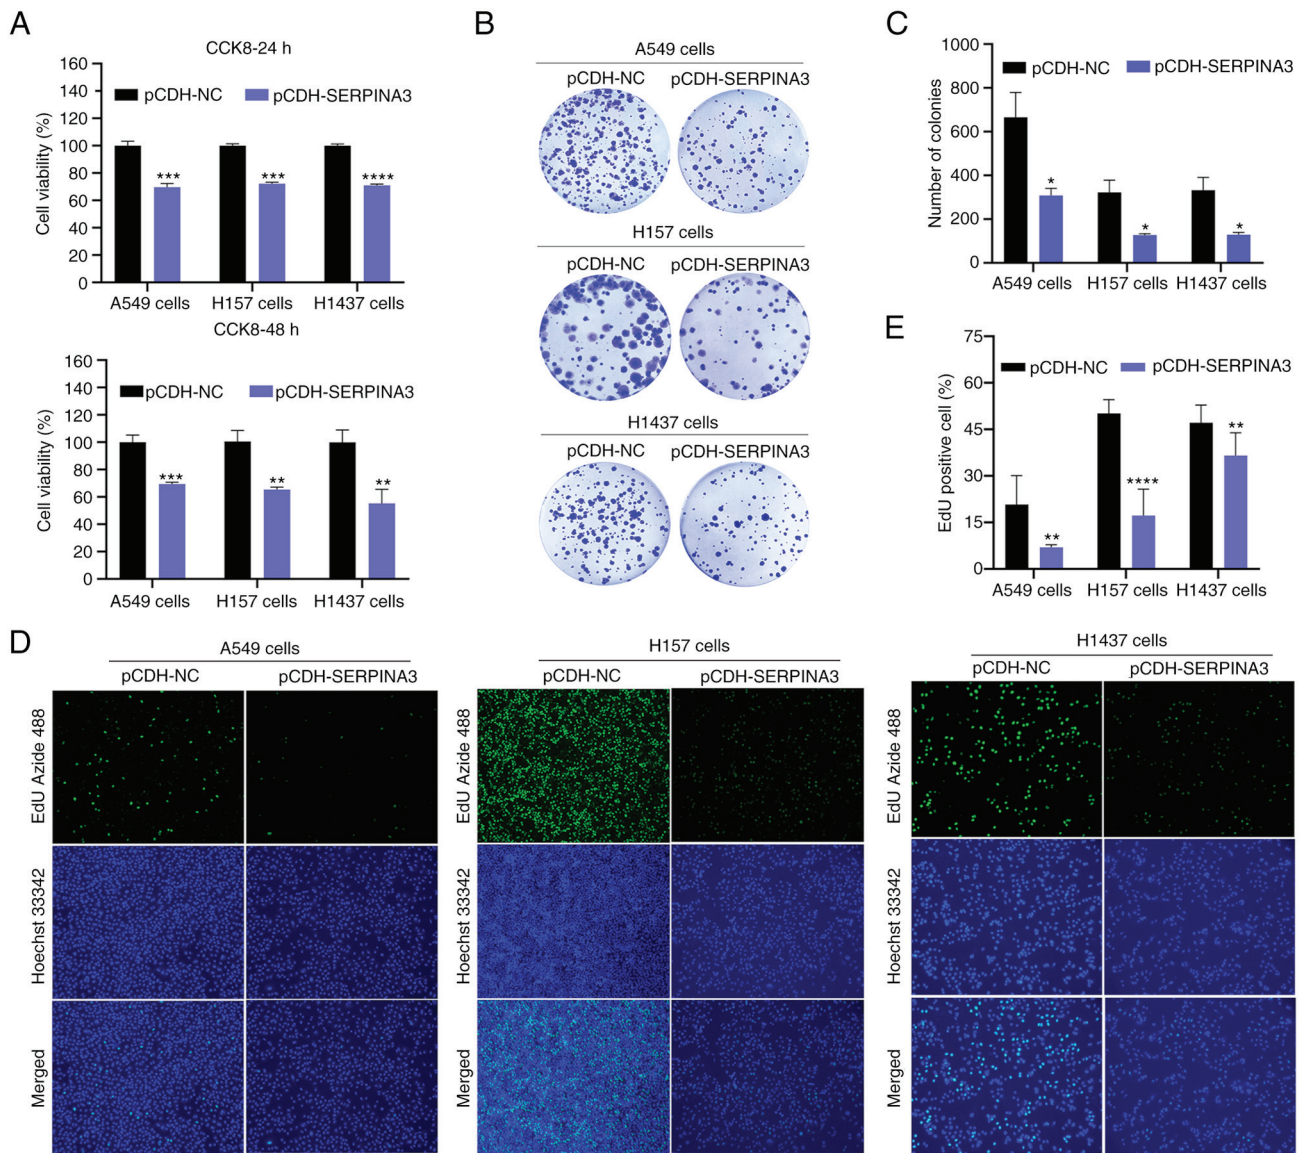 A
CCK8-24 h
Cell viability (%)
160
140
120
100
80
60
40
20
0
pCDH-NC
pCDH-SERPINA3
***
***
****
A549 cells
H157 cells
H1437 cells
CCK8-48 h
Cell viability (%)
160
140
120
100
80
60
40
20
0
pCDH-NC
pCDH-SERPINA3
***
**
**
A549 cells
H157 cells
H1437 cells
B
A549 cells
pCDH-NC
pCDH-SERPINA3
H157 cells
pCDH-NC
pCDH-SERPINA3
H1437 cells
pCDH-NC
pCDH-SERPINA3
C
Number of colonies
1000
800
600
400
200
0
pCDH-NC
pCDH-SERPINA3
*
*
*
A549 cells
H157 cells
H1437 cells
E
EdU positive cell (%)
75
60
45
30
15
0
pCDH-NC
pCDH-SERPINA3
**
****
**
A549 cells
H157 cells
H1437 cells
D
A549 cells
pCDH-NC
pCDH-SERPINA3
EdU Azide 488
Hoechst 33342
Merged
H157 cells
pCDH-NC
pCDH-SERPINA3
EdU Azide 488
Hoechst 33342
Merged
H1437 cells
pCDH-NC
pCDH-SERPINA3
EdU Azide 488
Hoechst 33342
Merged